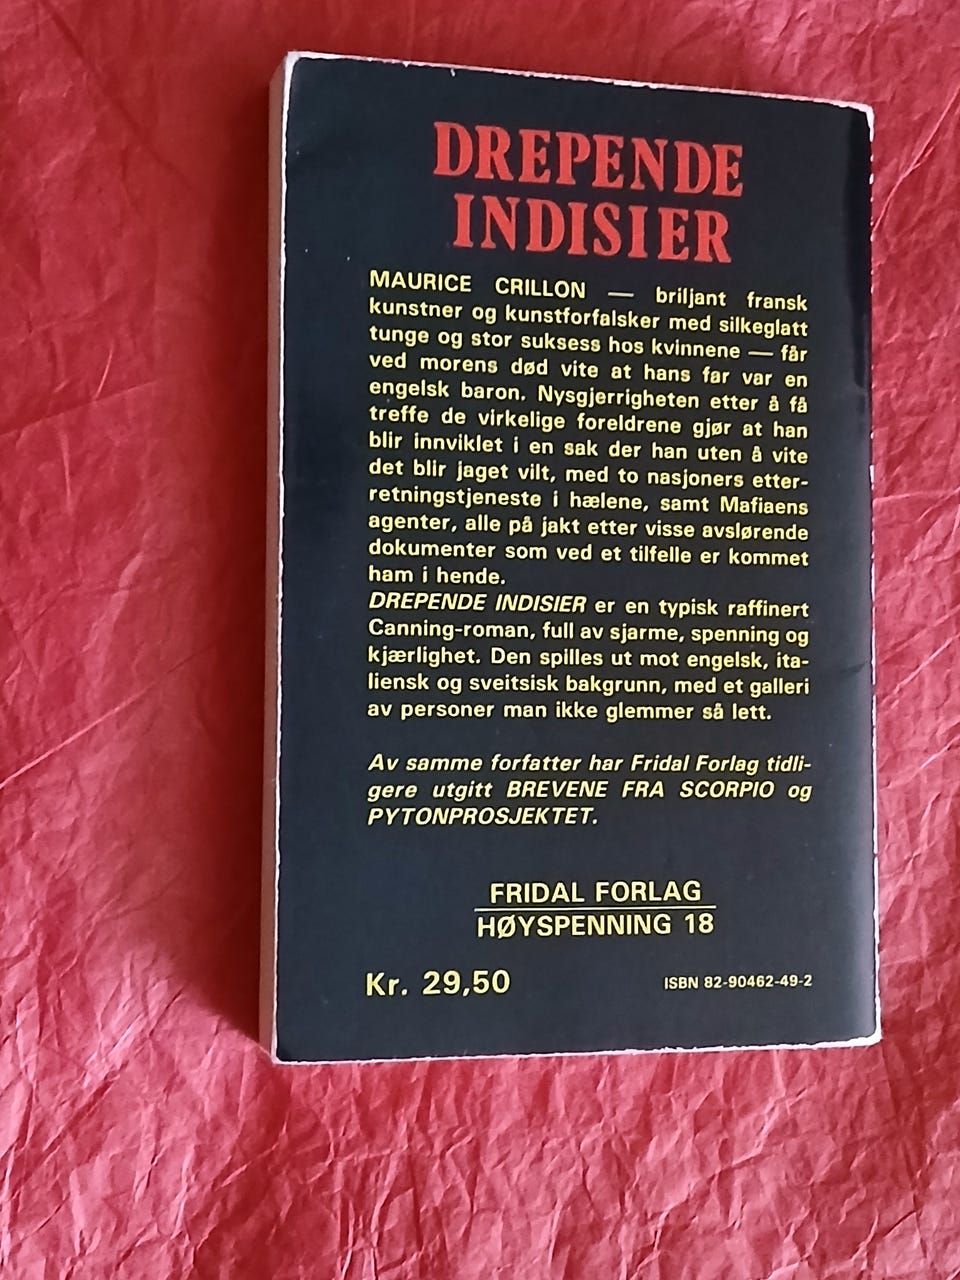 DREPENDE
INDISIER
MAURICE CRILLON — briljant fransk
kunstner og kunstforfalsker med silkeglatt
tunge og stor suksess hos kvinnene — får
ved morens død vite at hans far var en
engelsk baron. Nysgjerrigheten etter å få
treffe de virkelige foreldrene gjør at han
blir innviklet i en sak der han uten å vite
det blir jaget vilt, med to nasjoners etter-
retningstjeneste i hælene, samt Mafiaens
agenter, alle på jakt etter visse avslørende
dokumenter som ved et tilfelle er kommet
ham i hende.
DREPENDE INDISIER er en typisk raffinert
Canning-roman, full av sjarme, spenning og
kjærlighet. Den spilles ut mot engelsk, ita-
liensk og sveitsisk bakgrunn, med et galleri
av personer man ikke glemmer så lett.
Av samme forfatter har Fridal Forlag tidli-
gere utgitt BREVENE FRA SCORPIO og
PYTONPROSJEKTET.
FRIDAL FORLAG
HØYSPENNING 18
Kr. 29,50
ISBN 82-90462-49-2